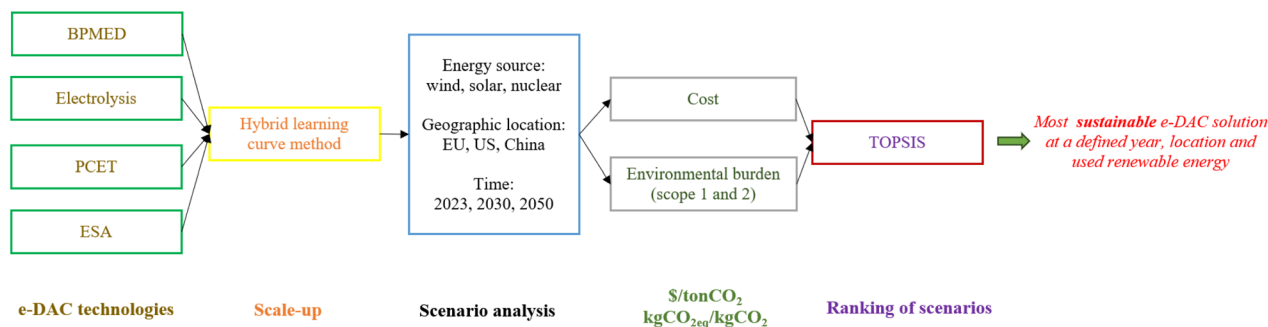 BPMED
Electrolysis
PCET
ESA
Hybrid learning
curve method
Energy source:
wind, solar, nuclear
Geographic location:
EU, US, China
Time:
2023, 2030, 2050
Cost
Environmental burden
(scope 1 and 2)
TOPSIS
Most sustainable e-DAC solution
at a defined year, location and
used renewable energy
e-DAC technologies
Scale-up
Scenario analysis
$/tonCO₂
kgCO₂eq/kgCO₂
Ranking of scenarios